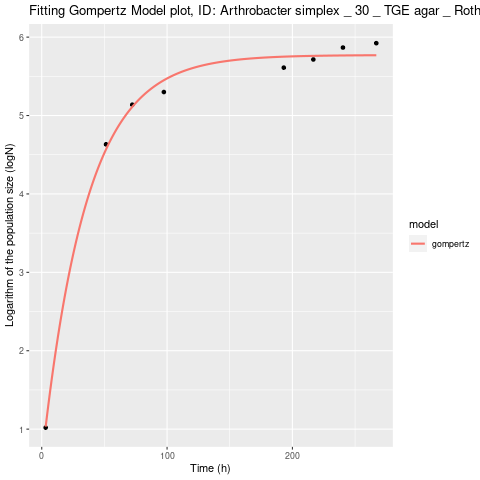 Fitting Gompertz Model plot, ID: Arthrobacter simplex _ 30 _ TGE agar _ Roth
Logarithm of the population size (logN)
6
5
4
3
2
1
0
100
200
Time (h)
model
gompertz